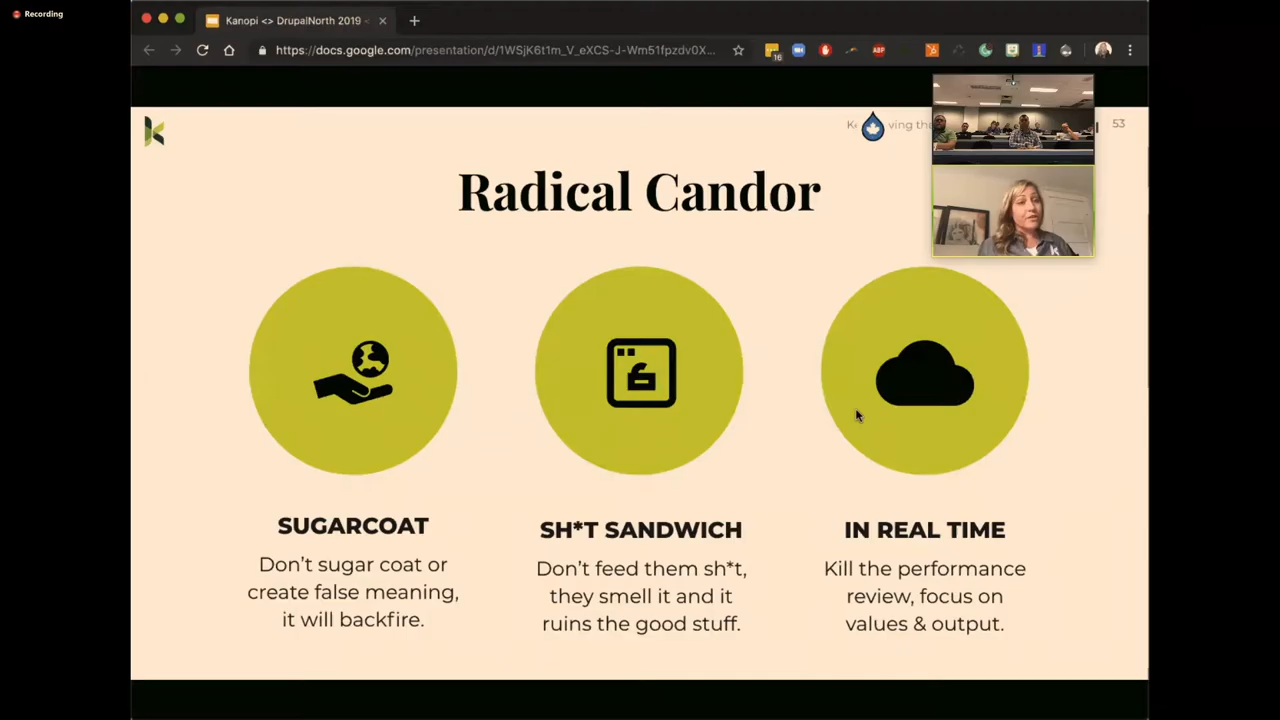 Recording
Kanopi <> DrupalNorth 2019
https://docs.google.com/presentation/d/1WSjK6t1m_V_eXCS-J-Wm51fpzdv0X...
16
ABP
53
Radical Candor
SUGARCOAT
Don’t sugar coat or
create false meaning,
it will backfire.
SH*T SANDWICH
Don’t feed them sh*t,
they smell it and it
ruins the good stuff.
IN REAL TIME
Kill the performance
review, focus on
values & output.